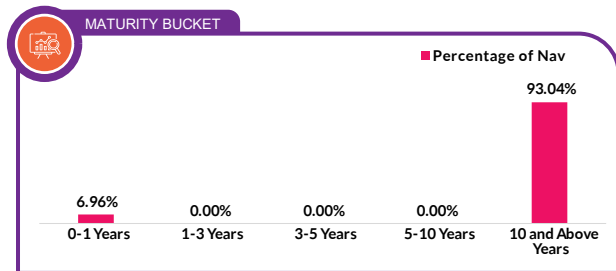 MATURITY BUCKET
Percentage of Nav
93.04%
6.96%
0.00%
0.00%
0.00%
0-1 Years
1-3 Years
3-5 Years
5-10 Years
10 and Above
Years